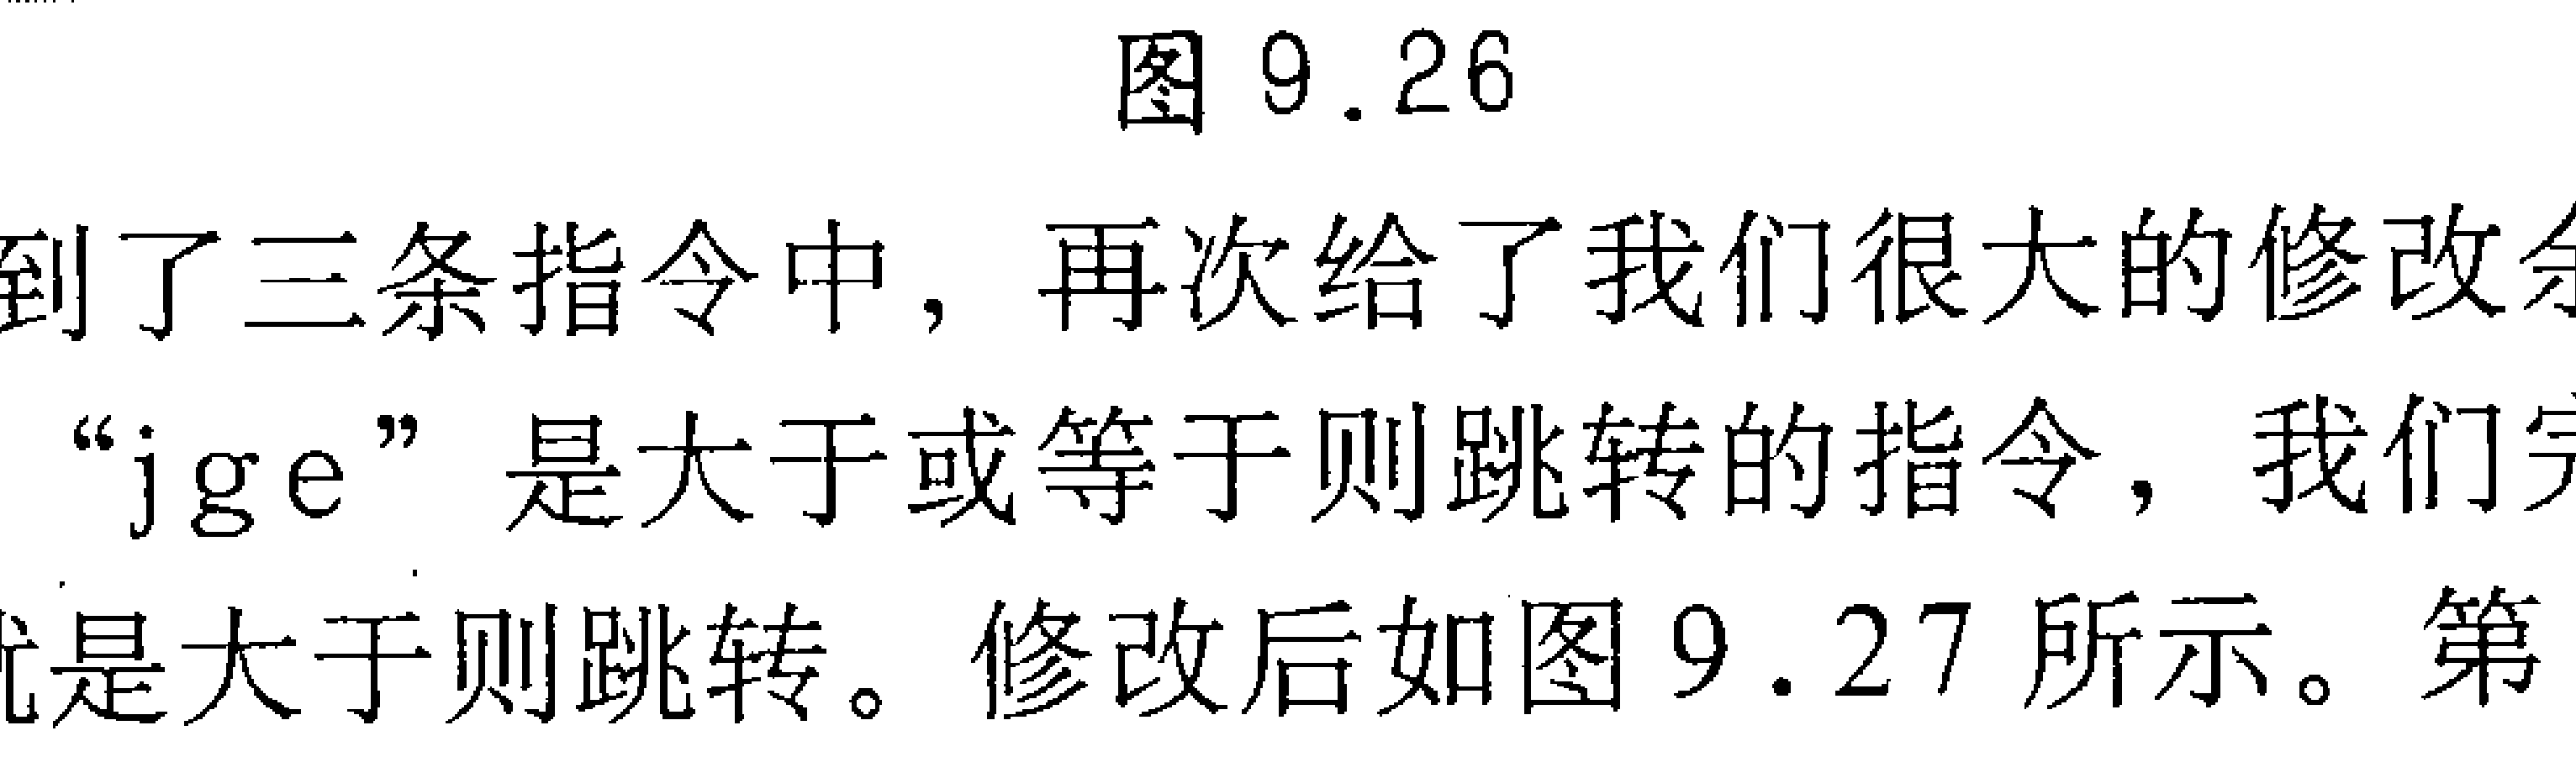 图 9.26
到了三条指令中，再次给了我们很大的修改
“jge” 是大于或等于则跳转的指令，我们
是大于则跳转。修改后如图 9.27 所示。第